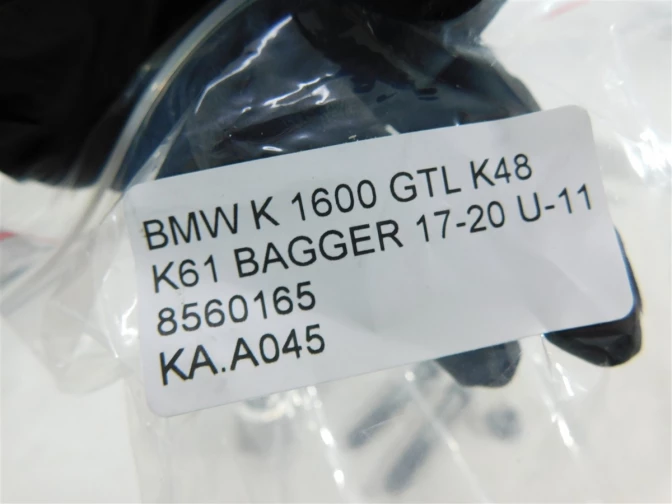 BMW K 1600 GTL K48
K61 BAGGER 17-20 U-11
8560165
KA.A045